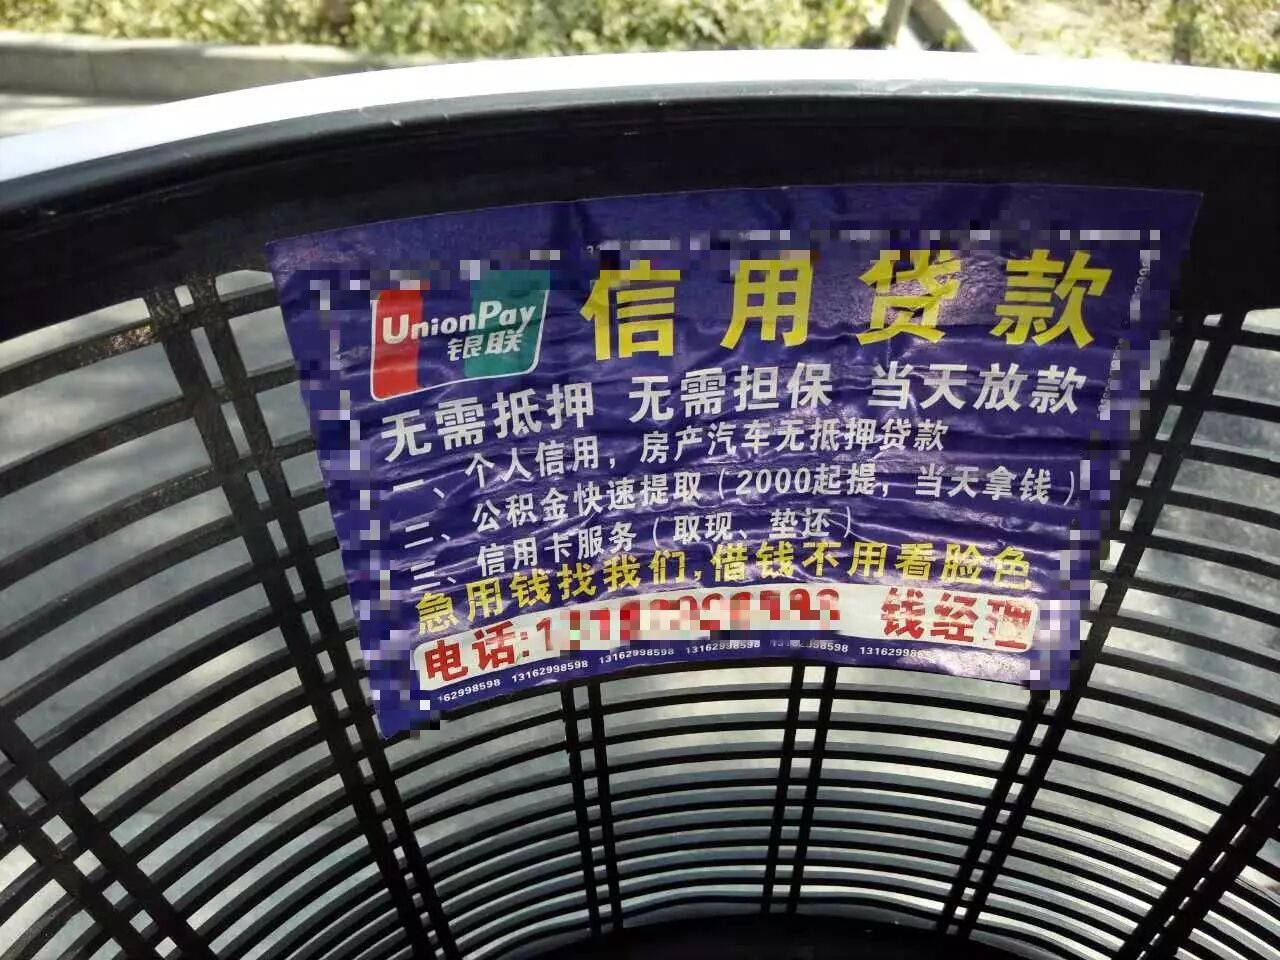 UnionPay
银联
信用贷款
无需抵押 无需担保 当天放款
一、个人信用，房产汽车无抵押贷款
二、公积金快速提取（2000起提，当天拿钱）
三、信用卡服务（取现、垫还）
急用钱找我们，借钱不用看脸色
电话: 钱经理
162998598 13162998598 13162998598 13162998598 13162998598 131629985